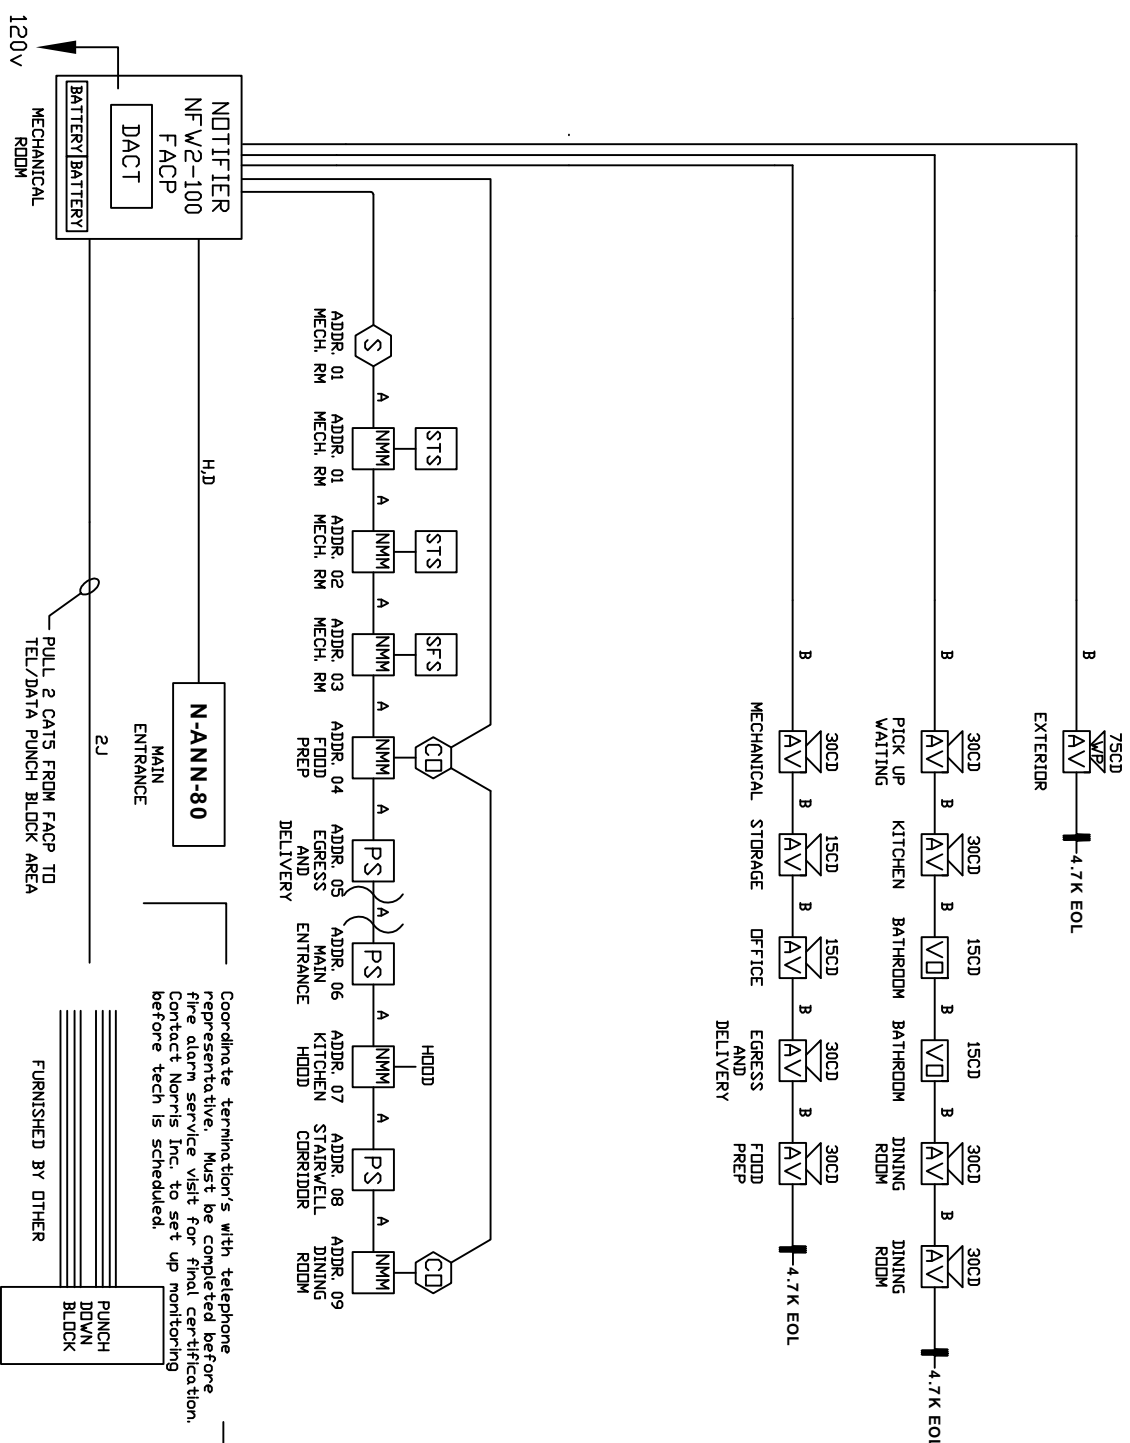 75CD
WP
AV
B
4.7K EOL
EXTERIOR
30CD
30CD
15CD
15CD
30CD
30CD
B
AV
B
AV
B
VO
B
VO
B
AV
B
AV
4.7K EOL
PICK UP
WAITING
KITCHEN
BATHROOM
BATHROOM
DINING
ROOM
DINING
ROOM
30CD
15CD
15CD
30CD
30CD
B
AV
B
AV
B
AV
B
AV
B
AV
4.7K EOL
MECHANICAL
STORAGE
OFFICE
EGRESS
AND
DELIVERY
FOOD
PREP
STS
STS
SFS
CO
HOOD
CO
S
A
NMM
A
NMM
A
NMM
A
NMM
A
PS
A
PS
A
NMM
A
PS
A
NMM
ADDR. 01
MECH. RM
ADDR. 01
MECH. RM
ADDR. 02
MECH. RM
ADDR. 03
MECH. RM
ADDR. 04
FOOD
PREP
ADDR. 05
EGRESS
AND
DELIVERY
ADDR. 06
MAIN
ENTRANCE
ADDR. 07
KITCHEN
HOOD
ADDR. 08
STAIRWELL
CORRIDOR
ADDR. 09
DINING
ROOM
NOTIFIER
NFW2-100
FACP
DACT
BATTERY
BATTERY
MECHANICAL
ROOM
120v
H,D
N-ANN-80
MAIN
ENTRANCE
2J
PULL 2 CAT5 FROM FACP TO
TEL/DATA PUNCH BLOCK AREA
Coordinate termination's with telephone
representative. Must be completed before
fire alarm service visit for final certification.
Contact Norris Inc. to set up monitoring
before tech is scheduled.
PUNCH
DOWN
BLOCK
FURNISHED BY OTHER